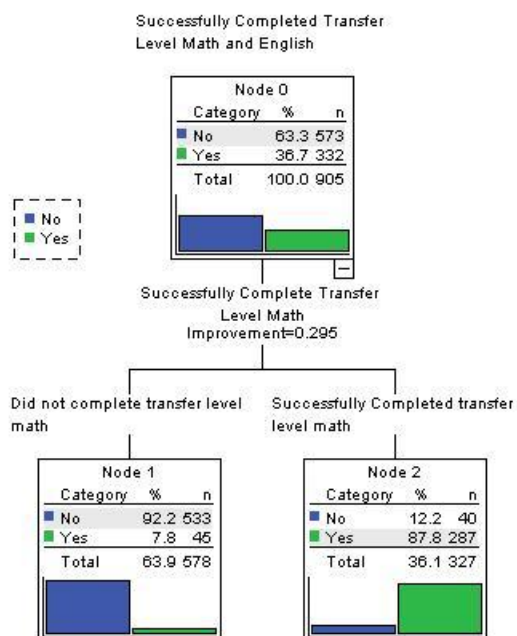 Successfully Completed Transfer
Level Math and English
Node 0
Category % n
No 63.3 573
Yes 36.7 332
Total 100.0 905
No
Yes
Successfully Complete Transfer
Level Math
Improvement=0.295
Did not complete transfer level
math
Successfully Completed transfer
level math
Node 1
Category % n
No 92.2 533
Yes 7.8 45
Total 63.9 578
Node 2
Category % n
No 12.2 40
Yes 87.8 287
Total 36.1 327